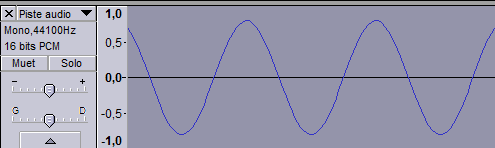 Piste audio
Mono,44100Hz
16 bits PCM
Muet Solo
- +
G D
1,0
0,5
0,0
-0,5
-1,0